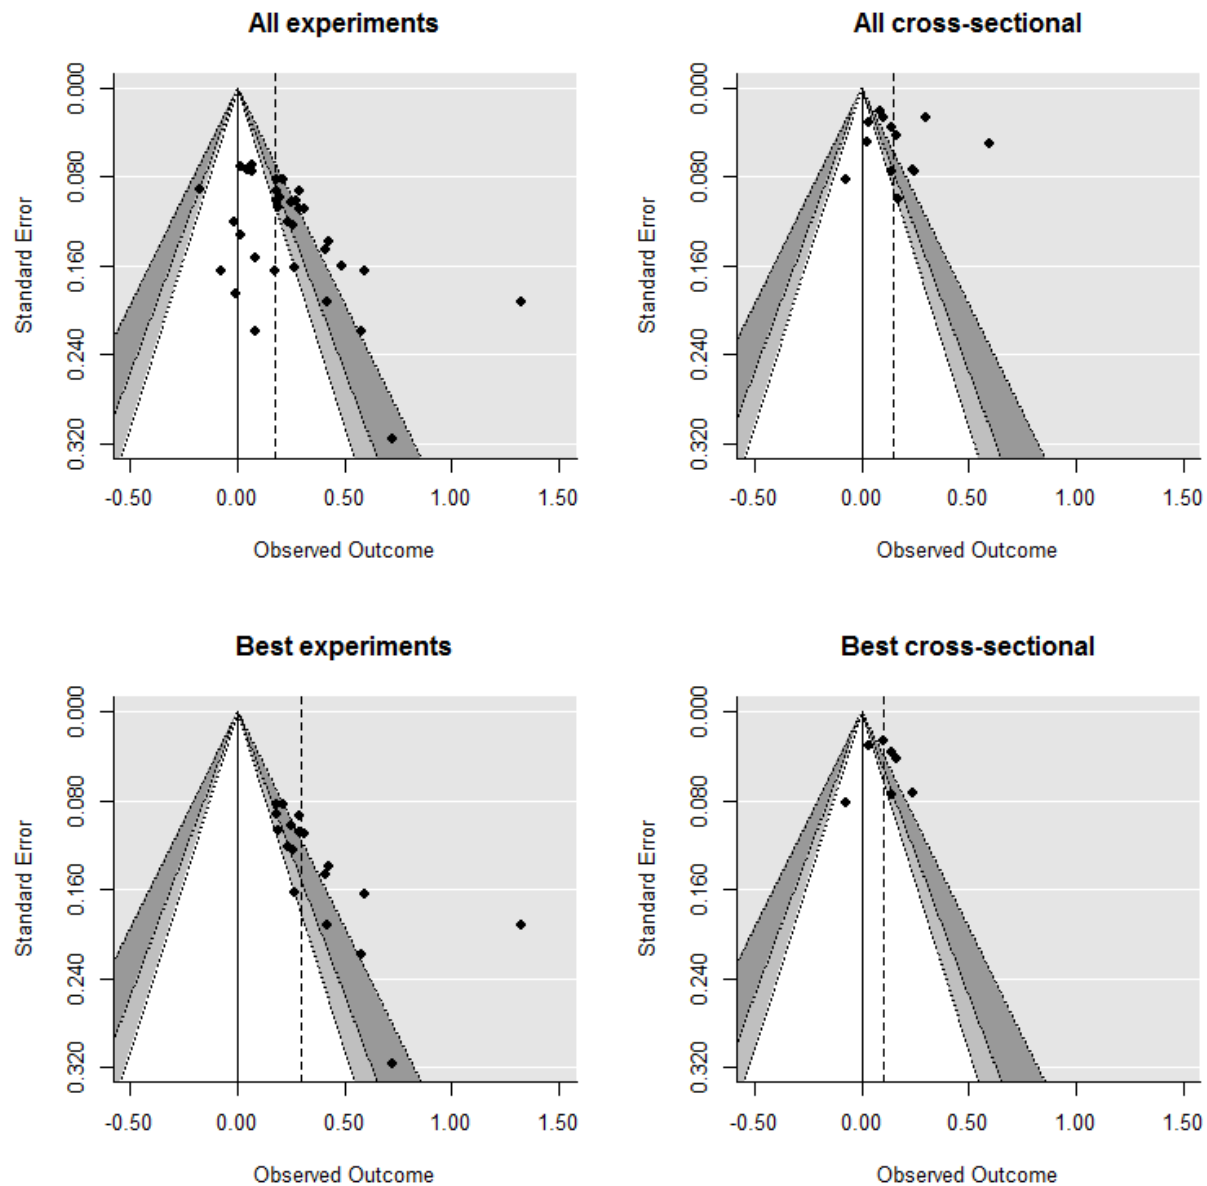 All experiments
Standard Error
0.000
0.080
0.160
0.240
0.320
-0.50 0.00 0.50 1.00 1.50
Observed Outcome
All cross-sectional
Standard Error
0.000
0.080
0.160
0.240
0.320
-0.50 0.00 0.50 1.00 1.50
Observed Outcome
Best experiments
Standard Error
0.000
0.080
0.160
0.240
0.320
-0.50 0.00 0.50 1.00 1.50
Observed Outcome
Best cross-sectional
Standard Error
0.000
0.080
0.160
0.240
0.320
-0.50 0.00 0.50 1.00 1.50
Observed Outcome